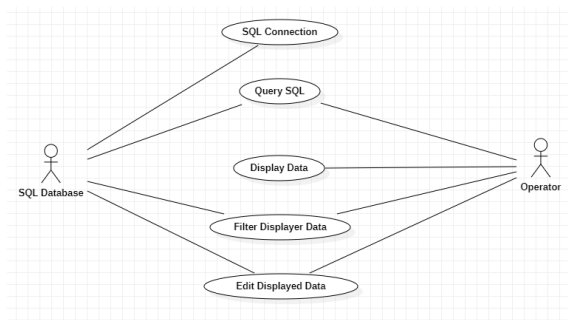 SQL Connection
Query SQL
Display Data
SQL Database
Operator
Filter Displayer Data
Edit Displayed Data